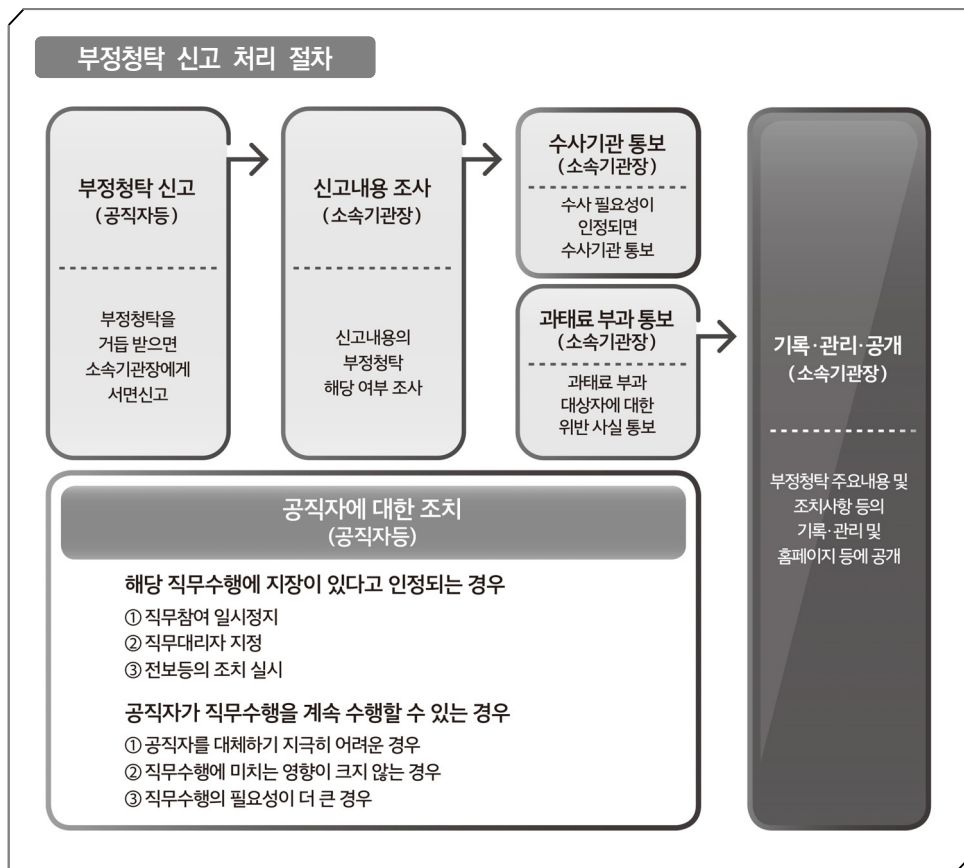 부정청탁 신고 처리 절차
부정청탁 신고
(공직자등)
부정청탁을
거듭 받으면
소속기관장에게
서면신고
신고내용 조사
(소속기관장)
신고내용의
부정청탁
해당 여부 조사
수사기관 통보
(소속기관장)
수사 필요성이
인정되면
수사기관 통보
과태료 부과 통보
(소속기관장)
과태료 부과
대상자에 대한
위반 사실 통보
기록·관리·공개
(소속기관장)
부정청탁 주요내용 및
조치사항 등의
기록·관리 및
홈페이지 등에 공개
공직자에 대한 조치
(공직자등)
해당 직무수행에 지장이 있다고 인정되는 경우
① 직무참여 일시정지
② 직무대리자 지정
③ 전보등의 조치 실시
공직자가 직무수행을 계속 수행할 수 있는 경우
① 공직자를 대체하기 지극히 어려운 경우
② 직무수행에 미치는 영향이 크지 않는 경우
③ 직무수행의 필요성이 더 큰 경우